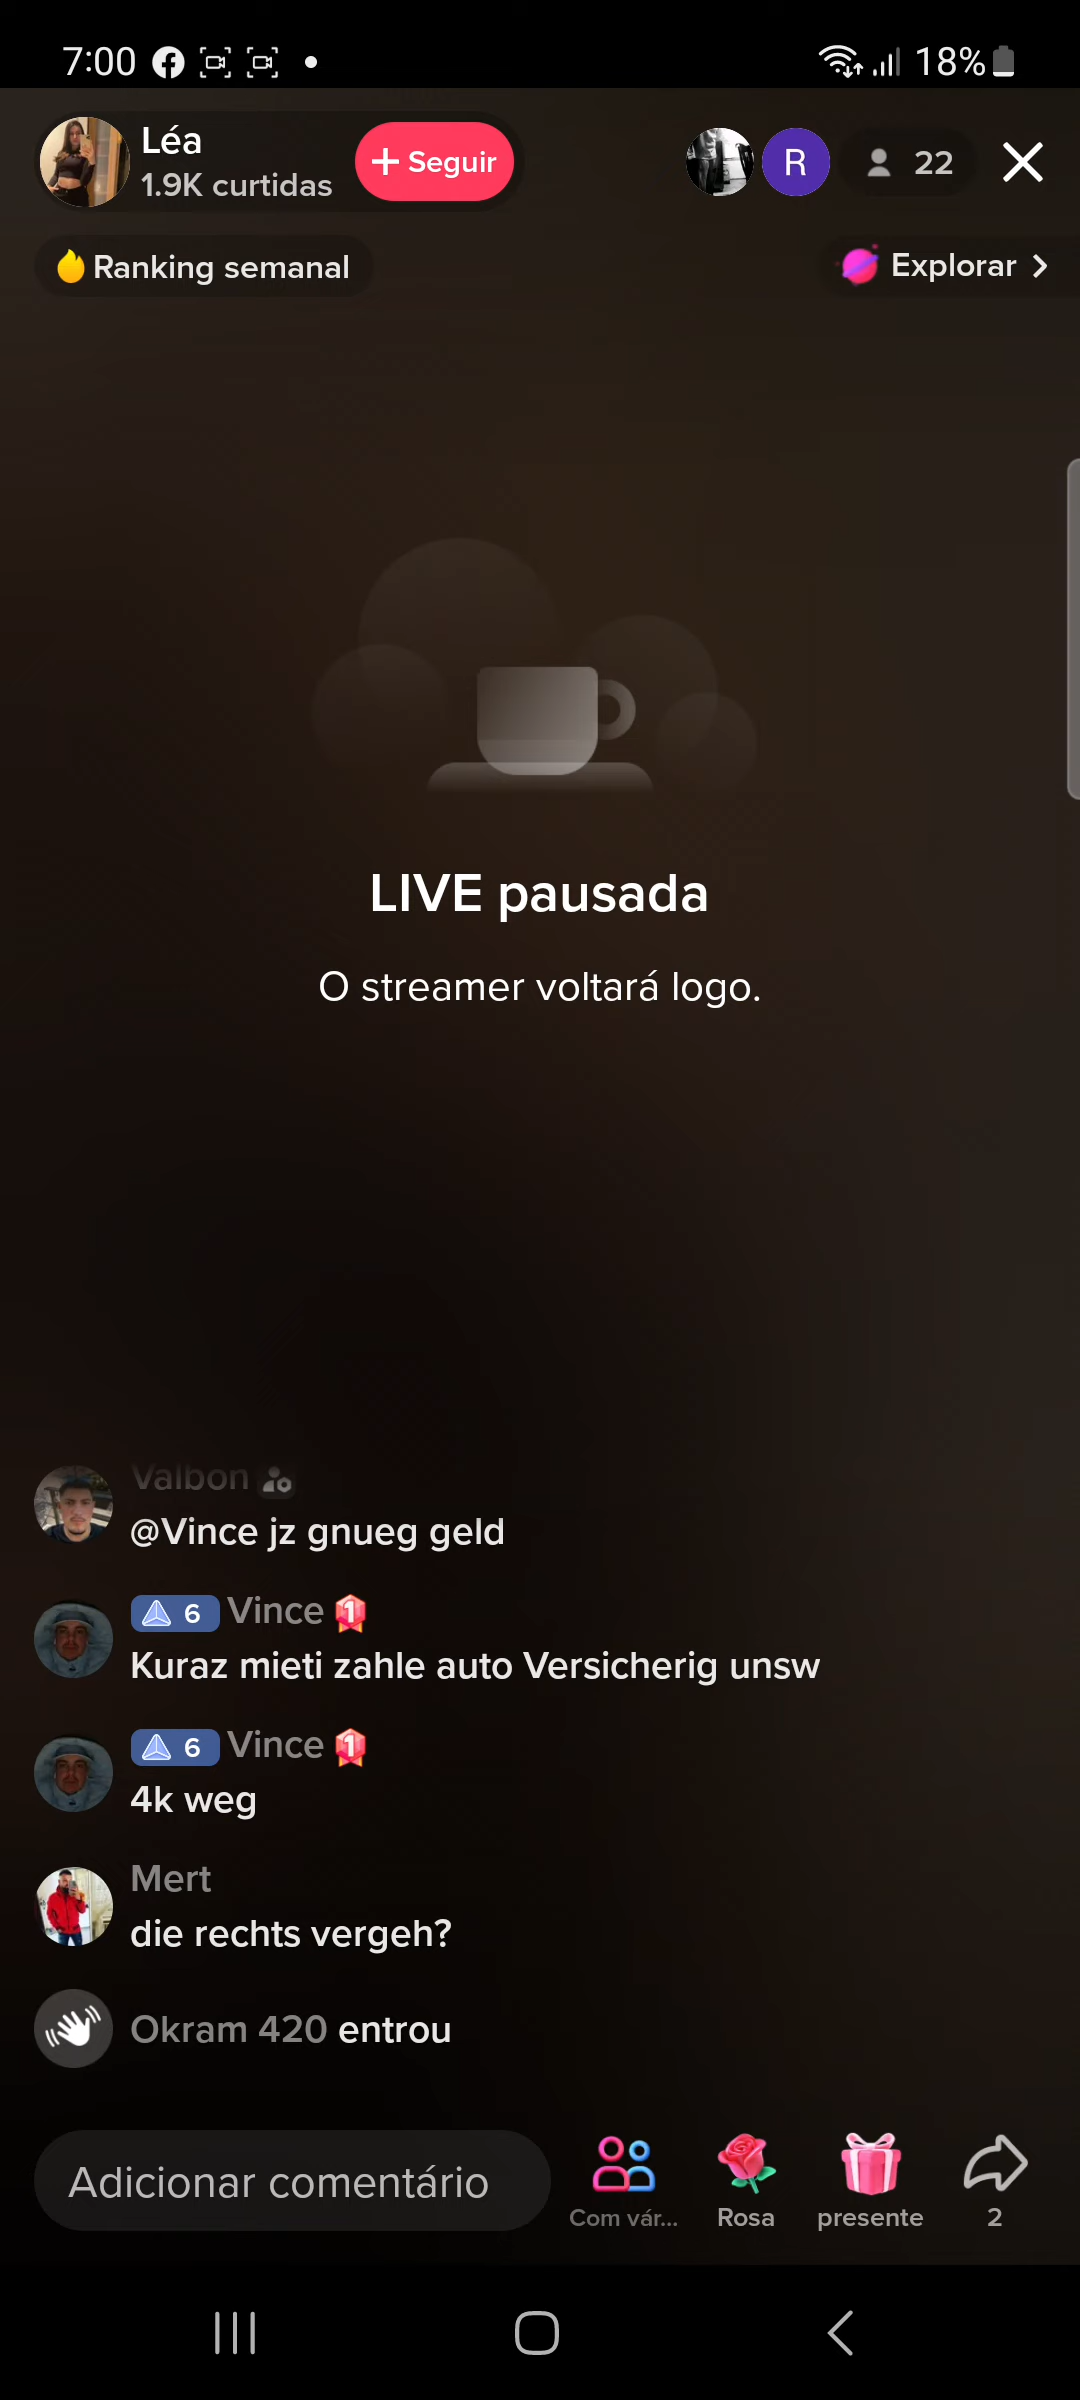 7:00
18%
Léa
1.9K curtidas
+ Seguir
R
22
Ranking semanal
Explorar
LIVE pausada
O streamer voltará logo.
Valbon
@Vince jz gnueg geld
6 Vince 1
Kuraz mieti zahle auto Versicherig unsw
6 Vince 1
4k weg
Mert
die rechts vergeh?
Okram 420 entrou
Adicionar comentário
Com vár...
Rosa
presente
2